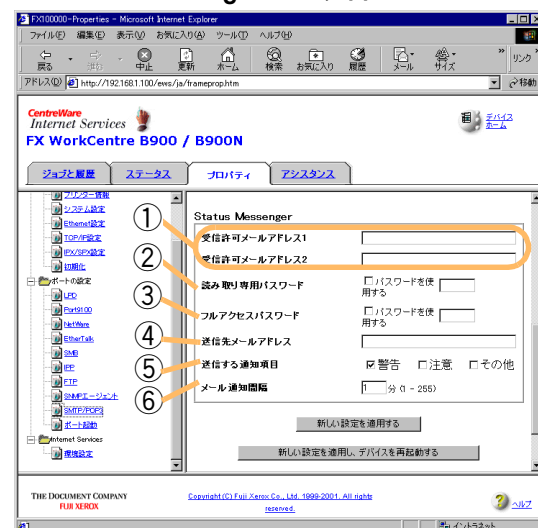 FX100000-Properties - Microsoft Internet Explorer
ファイル(F) 編集(E) 表示(V) お気に入り(A) ツール(T) ヘルプ(H)
戻る 中止 更新 ホーム 検索 お気に入り 履歴 メール サイズ リンク
アドレス(D) http://192.168.1.100/ews/ja/frameprop.htm 移動
CentreWare
Internet Services
デバイス
ホーム
FX WorkCentre B900 / B900N
ジョブと履歴 ステータス プロパティ アシスタンス
プリンター情報
システム設定
Ethernet設定
TCP/IP設定
IPX/SPX設定
初期化
ポートの設定
LPD
Port9100
NetWare
EtherTalk
SMB
IPP
FTP
SNMPエージェント
SMTP/POP3
ポート起動
Internet Services
環境設定
Status Messenger
① 受信許可メールアドレス1
受信許可メールアドレス2
② 読み取り専用パスワード パスワードを使
用する
③ フルアクセスパスワード パスワードを使
用する
④ 送信先メールアドレス
⑤ 送信する通知項目 警告 注意 その他
⑥ メール通知間隔 1 分 (1 - 255)
新しい設定を適用する
新しい設定を適用し、デバイスを再起動する
THE DOCUMENT COMPANY
FUJI XEROX
Copyright(C) Fuji Xerox Co., Ltd. 1999-2001. All rights
reserved.
ヘルプ
イントラネット